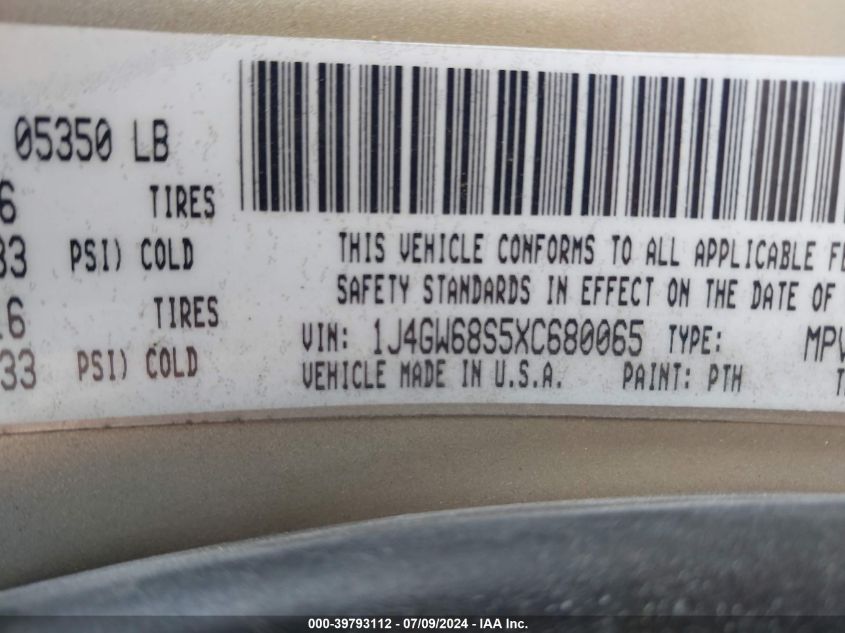 05350 LB
6 TIRES
33 PSI) COLD
16 TIRES
33 PSI) COLD
THIS VEHICLE CONFORMS TO ALL APPLICABLE FE
SAFETY STANDARDS IN EFFECT ON THE DATE OF
VIN: 1J4GW68S5XC680065 TYPE: MPV
VEHICLE MADE IN U.S.A. PAINT: PTH T
000-39793112 - 07/09/2024 - IAA Inc.